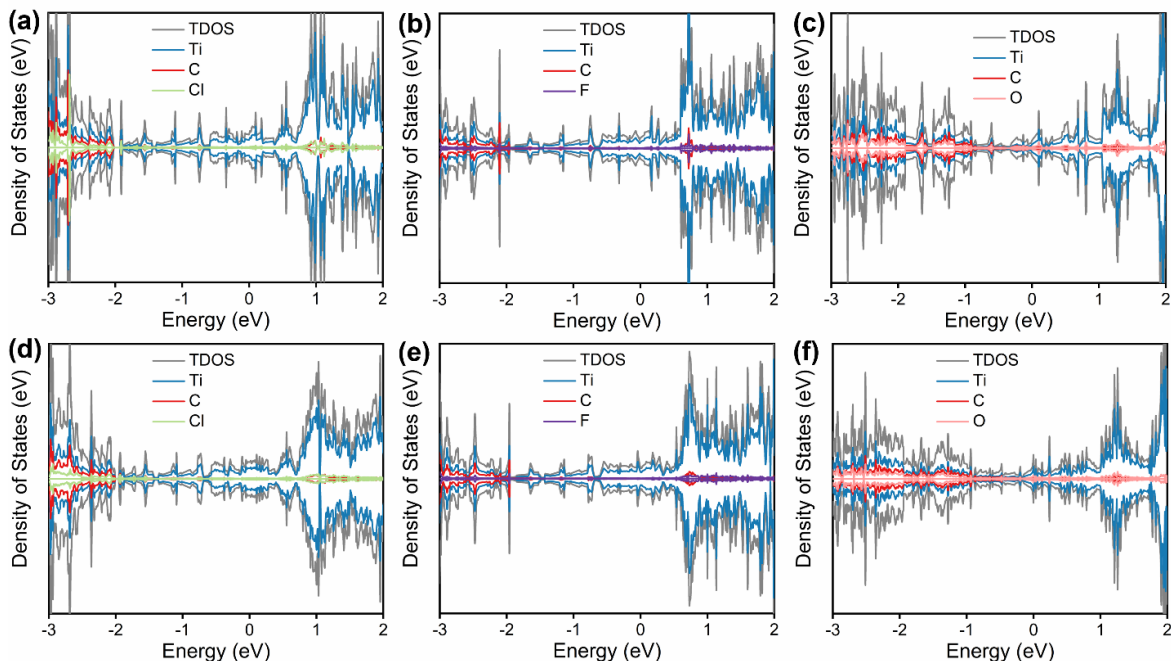 (a)
TDOS
Ti
C
Cl
Density of States (eV)
-3 -2 -1 0 1 2
Energy (eV)
(b)
TDOS
Ti
C
F
Density of States (eV)
-3 -2 -1 0 1 2
Energy (eV)
(c)
TDOS
Ti
C
O
Density of States (eV)
-3 -2 -1 0 1 2
Energy (eV)
(d)
TDOS
Ti
C
Cl
Density of States (eV)
-3 -2 -1 0 1 2
Energy (eV)
(e)
TDOS
Ti
C
F
Density of States (eV)
-3 -2 -1 0 1 2
Energy (eV)
(f)
TDOS
Ti
C
O
Density of States (eV)
-3 -2 -1 0 1 2
Energy (eV)